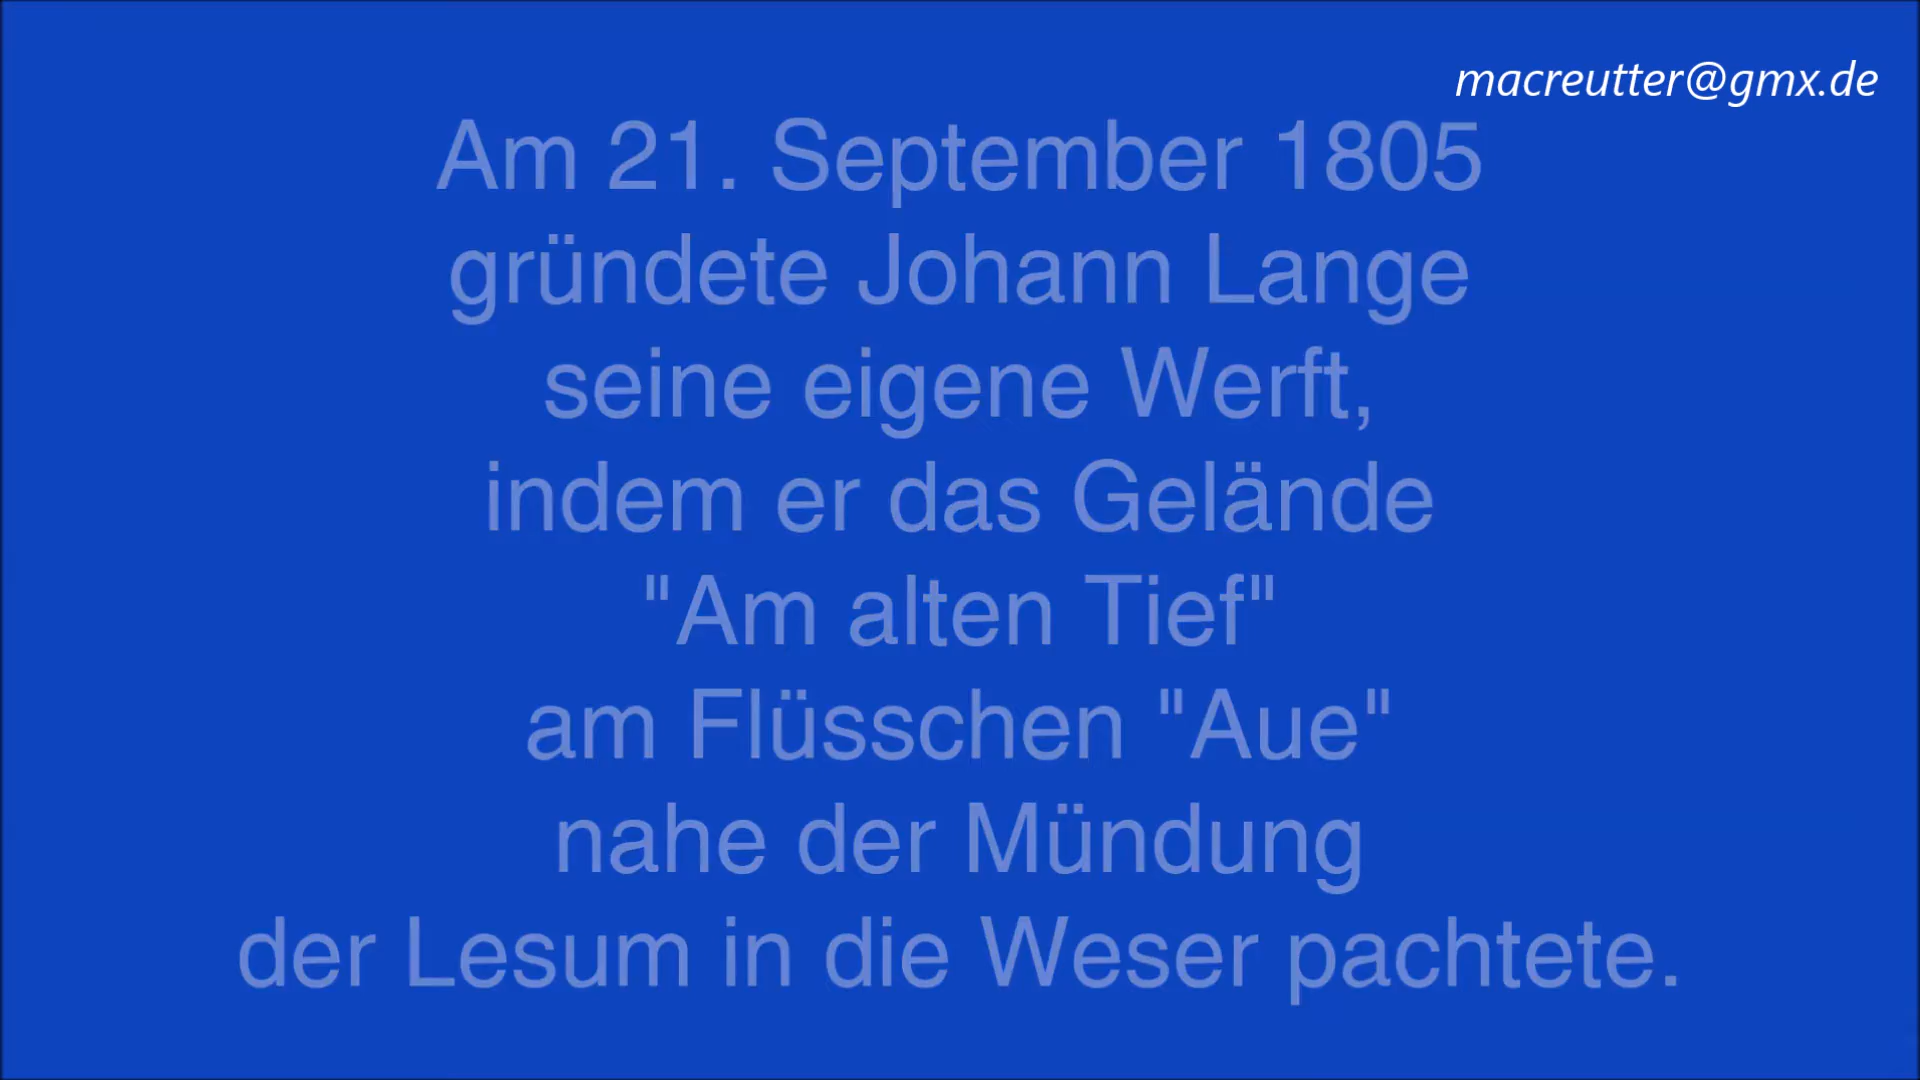 macreutter@gmx.de
Am 21. September 1805
gründete Johann Lange
seine eigene Werft,
indem er das Gelände
"Am alten Tief"
am Flüsschen "Aue"
nahe der Mündung
der Lesum in die Weser pachtete.